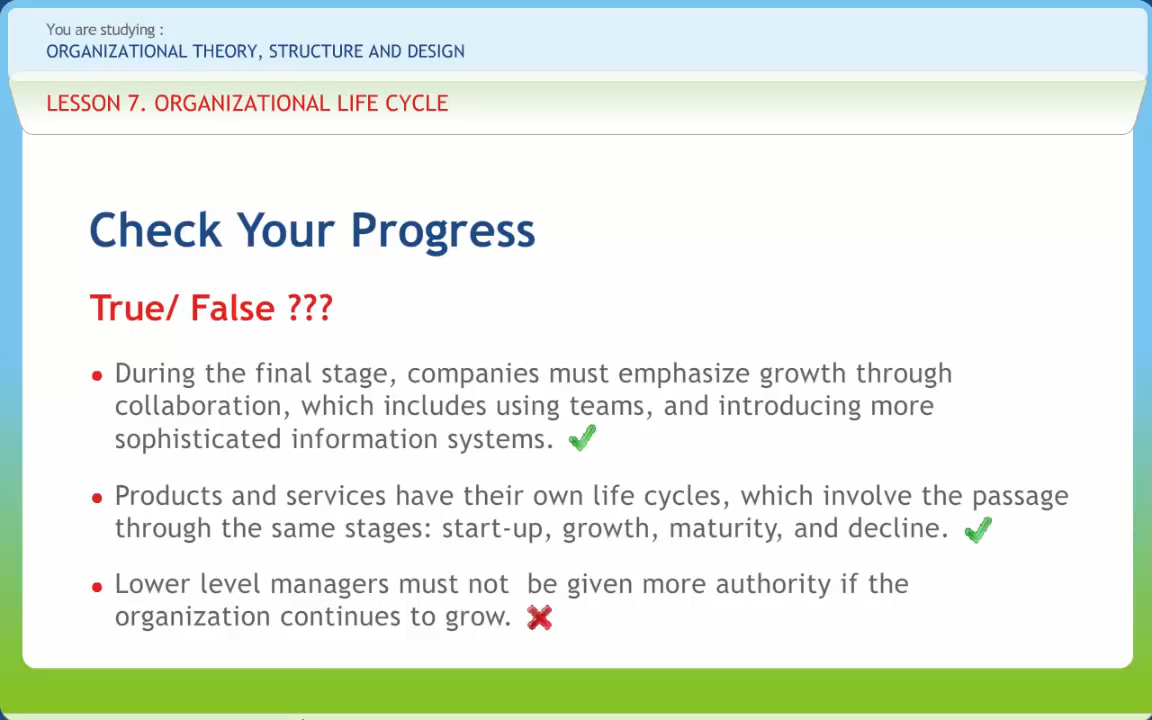 You are studying :
ORGANIZATIONAL THEORY, STRUCTURE AND DESIGN
LESSON 7. ORGANIZATIONAL LIFE CYCLE
Check Your Progress
True/ False ???
• During the final stage, companies must emphasize growth through
collaboration, which includes using teams, and introducing more
sophisticated information systems.
• Products and services have their own life cycles, which involve the passage
through the same stages: start-up, growth, maturity, and decline.
• Lower level managers must not be given more authority if the
organization continues to grow.